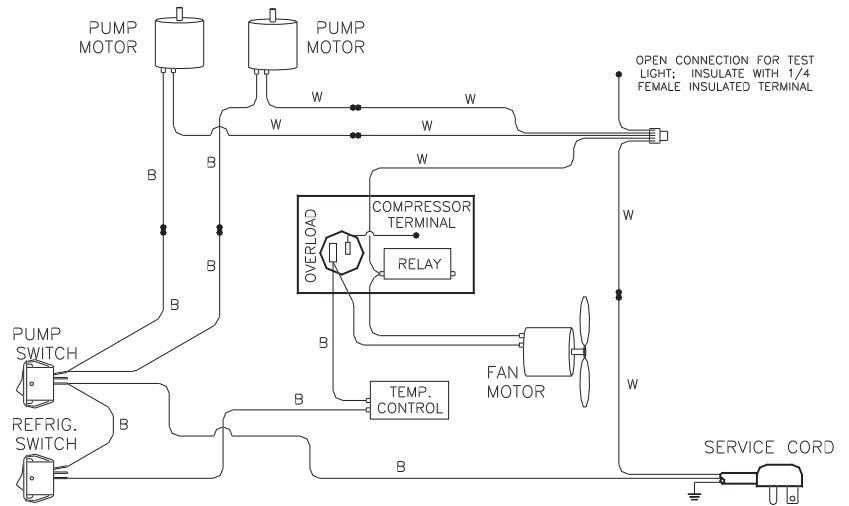 PUMP
MOTOR
PUMP
MOTOR
OPEN CONNECTION FOR TEST
LIGHT; INSULATE WITH 1/4
FEMALE INSULATED TERMINAL
W
W
W
W
W
B
B
W
OVERLOAD
COMPRESSOR
TERMINAL
RELAY
B
B
PUMP
SWITCH
B
FAN
MOTOR
W
TEMP.
CONTROL
B
B
REFRIG.
SWITCH
B
SERVICE CORD